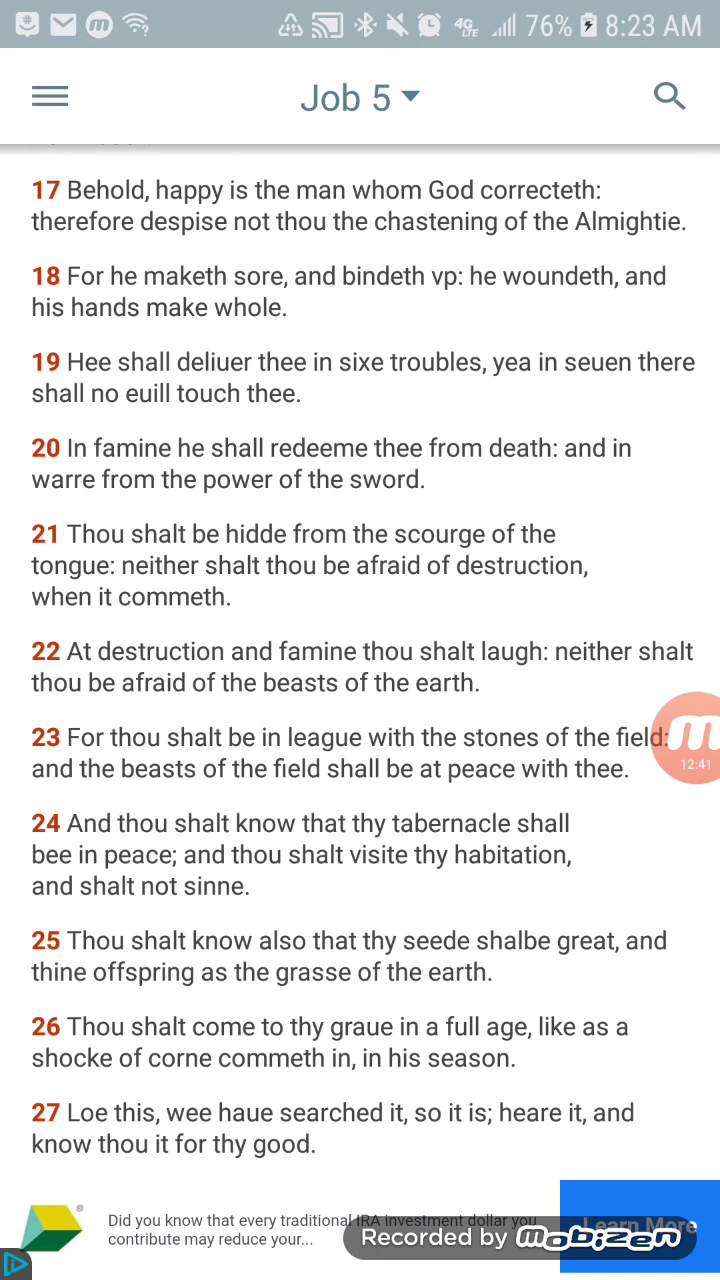 4G LTE 76% 8:23 AM
Job 5
17 Behold, happy is the man whom God correcteth:
therefore despise not thou the chastening of the Almightie.
18 For he maketh sore, and bindeth vp: he woundeth, and
his hands make whole.
19 Hee shall deliuer thee in sixe troubles, yea in seuen there
shall no euill touch thee.
20 In famine he shall redeeme thee from death: and in
warre from the power of the sword.
21 Thou shalt be hidde from the scourge of the
tongue: neither shalt thou be afraid of destruction,
when it commeth.
22 At destruction and famine thou shalt laugh: neither shalt
thou be afraid of the beasts of the earth.
23 For thou shalt be in league with the stones of the field:
and the beasts of the field shall be at peace with thee.
m
12:41
24 And thou shalt know that thy tabernacle shall
bee in peace; and thou shalt visite thy habitation,
and shalt not sinne.
25 Thou shalt know also that thy seede shalbe great, and
thine offspring as the grasse of the earth.
26 Thou shalt come to thy graue in a full age, like as a
shocke of corne commeth in, in his season.
27 Loe this, wee haue searched it, so it is; heare it, and
know thou it for thy good.
Did you know that every traditional IRA investment dollar you
contribute may reduce your...
Learn More
Recorded by mobizen